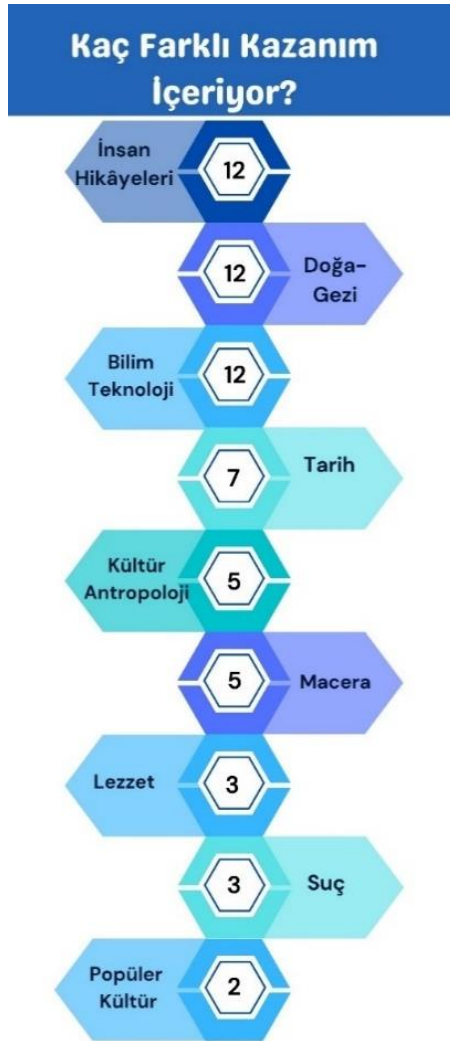 Kaç Farklı Kazanım
İçeriyor?
İnsan
Hikâyeleri
12
12
Doğa-
Gezi
Bilim
Teknoloji
12
7
Tarih
Kültür
Antropoloji
5
5
Macera
Lezzet
3
3
Suç
Popüler
Kültür
2